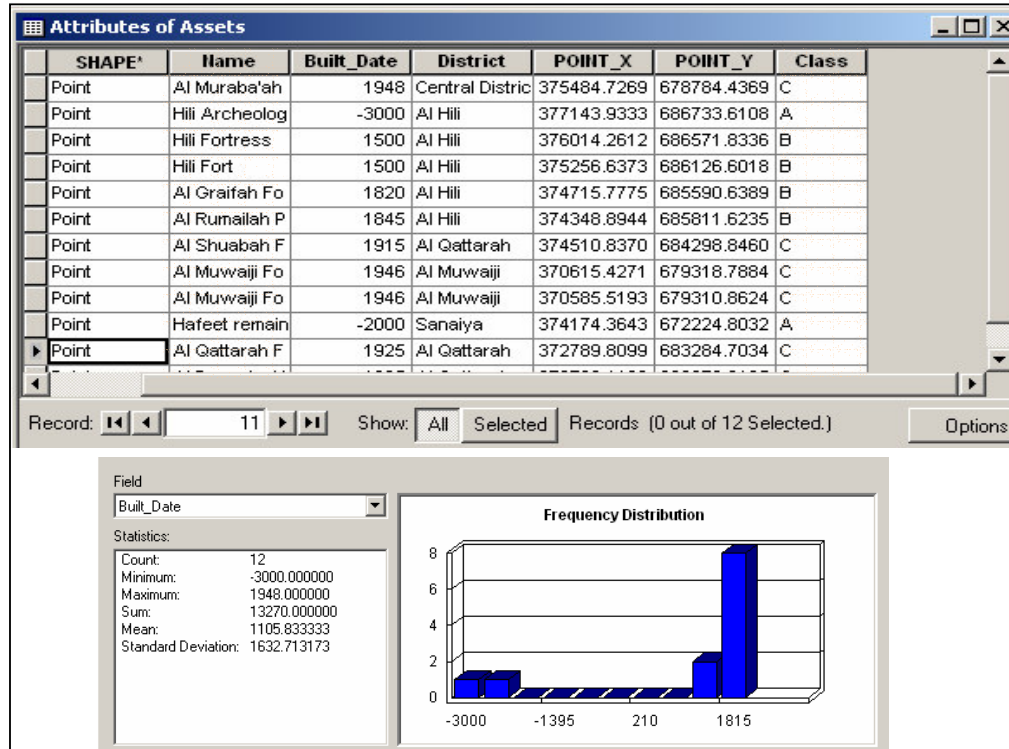 Attributes of Assets
SHAPE* Name Built_Date District POINT_X POINT_Y Class
Point Al Muraba'ah 1948 Central Distric 375484.7269 678784.4369 C
Point Hili Archeolog -3000 Al Hili 377143.9333 686733.6108 A
Point Hili Fortress 1500 Al Hili 376014.2612 686571.8336 B
Point Hili Fort 1500 Al Hili 375256.6373 686126.6018 B
Point Al Graifah Fo 1820 Al Hili 374715.7775 685590.6389 B
Point Al Rumailah P 1845 Al Hili 374348.8944 685811.6235 B
Point Al Shuabah F 1915 Al Qattarah 374510.8370 684298.8460 C
Point Al Muwaiji Fo 1946 Al Muwaiji 370615.4271 679318.7884 C
Point Al Muwaiji Fo 1946 Al Muwaiji 370585.5193 679310.8624 C
Point Hafeet remain -2000 Sanaiya 374174.3643 672224.8032 A
Point Al Qattarah F 1925 Al Qattarah 372789.8099 683284.7034 C
Record: 11 Show: All Selected Records (0 out of 12 Selected.) Options
Field
Built_Date
Statistics:
Count: 12
Minimum: -3000.000000
Maximum: 1948.000000
Sum: 13270.000000
Mean: 1105.833333
Standard Deviation: 1632.713173
Frequency Distribution
8
6
4
2
0
-3000 -1395 210 1815